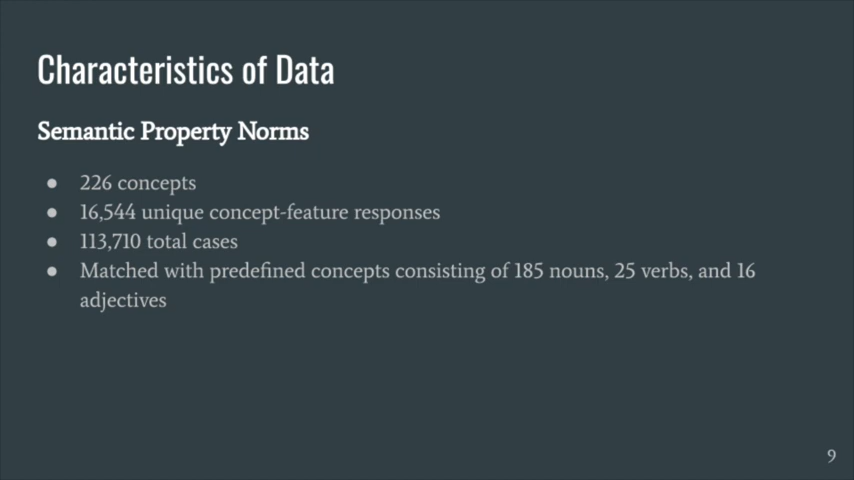 Characteristics of Data
Semantic Property Norms
● 226 concepts
● 16,544 unique concept-feature responses
● 113,710 total cases
● Matched with predefined concepts consisting of 185 nouns, 25 verbs, and 16
adjectives
9